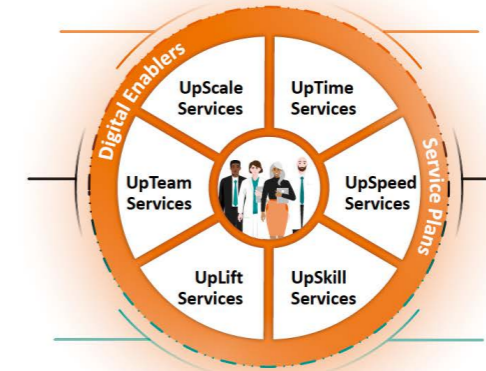 Digital Enablers
UpScale
Services
UpTime
Services
UpTeam
Services
UpSpeed
Services
Service Plans
UpLift
Services
UpSkill
Services